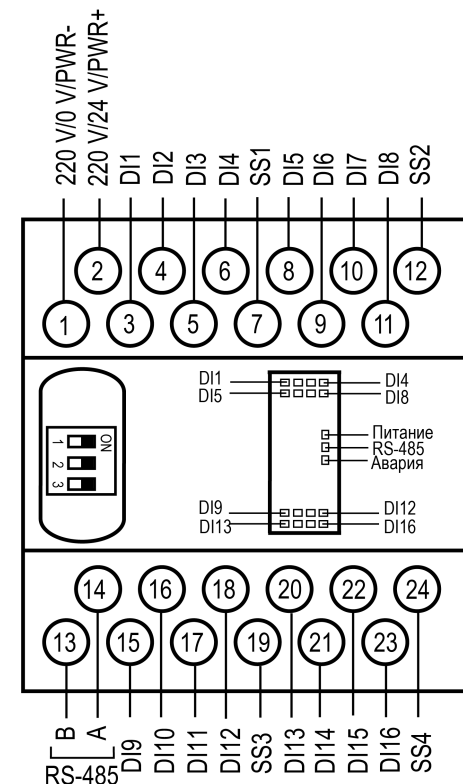 220 V/0 V/PWR-
220 V/24 V/PWR+
DI1
DI2
DI3
DI4
SS1
DI5
DI6
DI7
DI8
SS2
2
4
6
8
10
12
1
3
5
7
9
11
ON
1
2
3
DI1
DI4
DI5
DI8
Питание
RS-485
Авария
DI9
DI12
DI13
DI16
14
16
18
20
22
24
13
15
17
19
21
23
B
A
RS-485
DI9
DI10
DI11
DI12
SS3
DI13
DI14
DI15
DI16
SS4